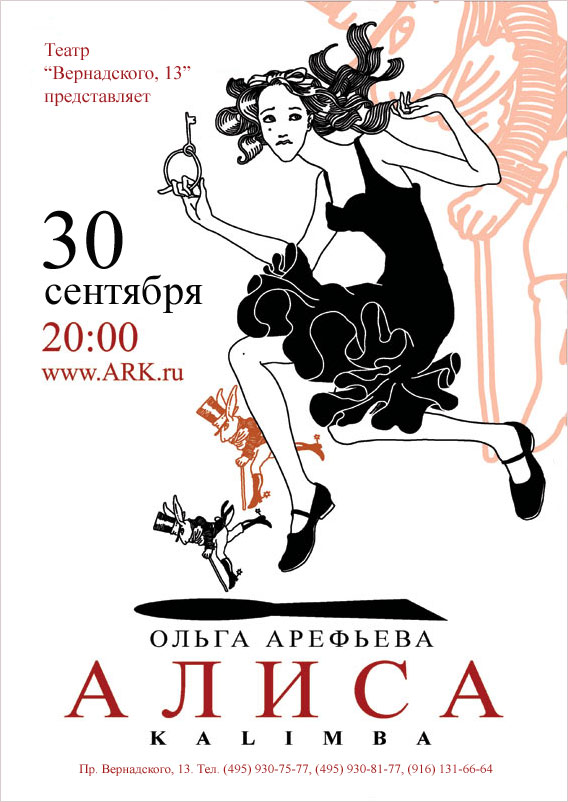 Театр
“Вернадского, 13”
представляет
30
сентября
20:00
www.ARK.ru
ОЛЬГА АРЕФЬЕВА
АЛИСА
KALIMBA
Пр. Вернадского, 13. Тел. (495) 930-75-77, (495) 930-81-77, (916) 131-66-64